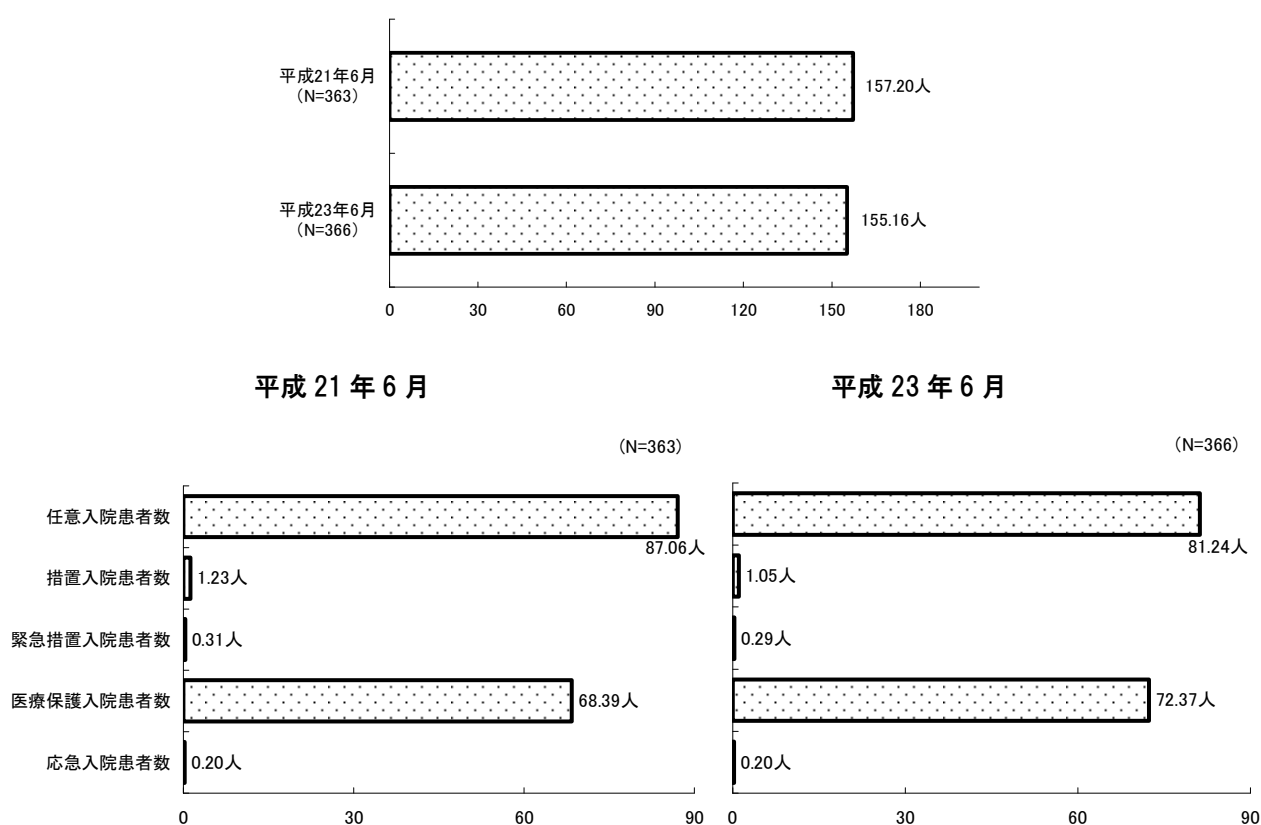 平成21年6月
(N=363)
157.20人
平成23年6月
(N=366)
155.16人
0 30 60 90 120 150 180
平成 21 年 6 月
平成 23 年 6 月
(N=363)
(N=366)
任意入院患者数
87.06人
81.24人
措置入院患者数
1.23人
1.05人
緊急措置入院患者数
0.31人
0.29人
医療保護入院患者数
68.39人
72.37人
応急入院患者数
0.20人
0.20人
0 30 60 90
0 30 60 90